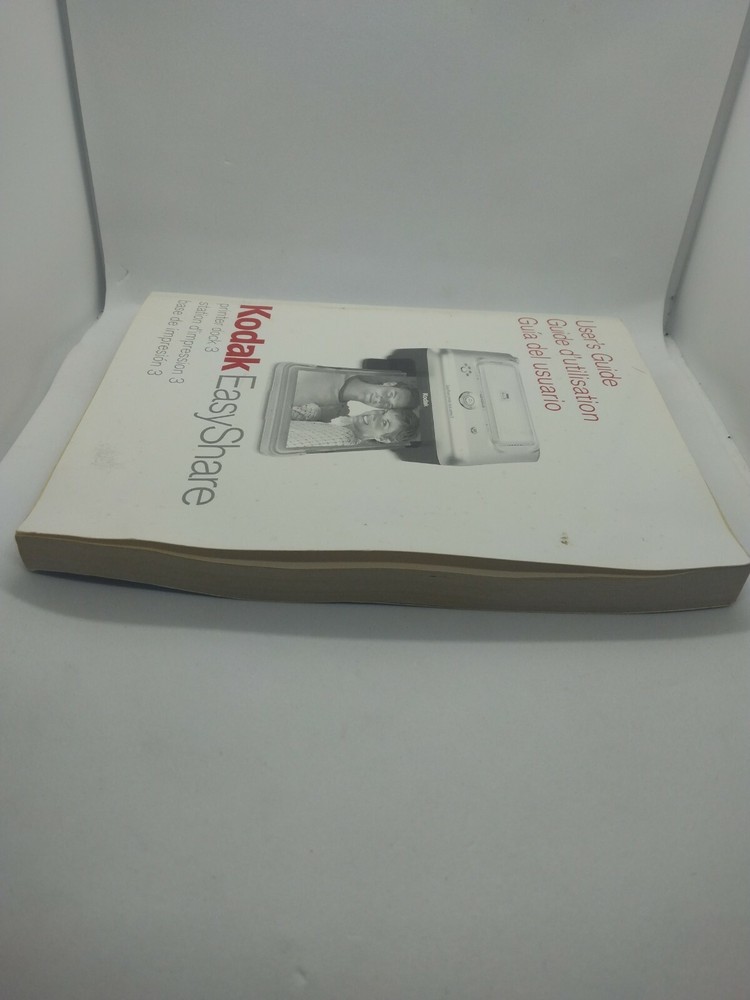 User's Guide
Guide d'utilisation
Guía del usuario
Kodak
Kodak EasyShare
printer dock 3
station d'impression 3
base de impresión 3